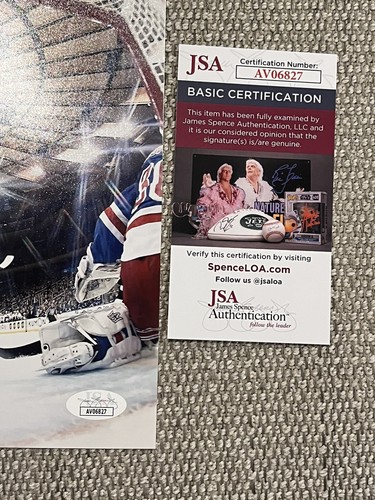 JSA
Certification Number:
AV06827
BASIC CERTIFICATION
This item has been fully examined by
James Spence Authentication, LLC and
it is our considered opinion that the
signature(s) is/are genuine.
NATURE
Verify this certification by visiting
SpenceLOA.com
Follow us @jsaloa
JSA
James Spence
Authentication™
follow the leader
AV06827